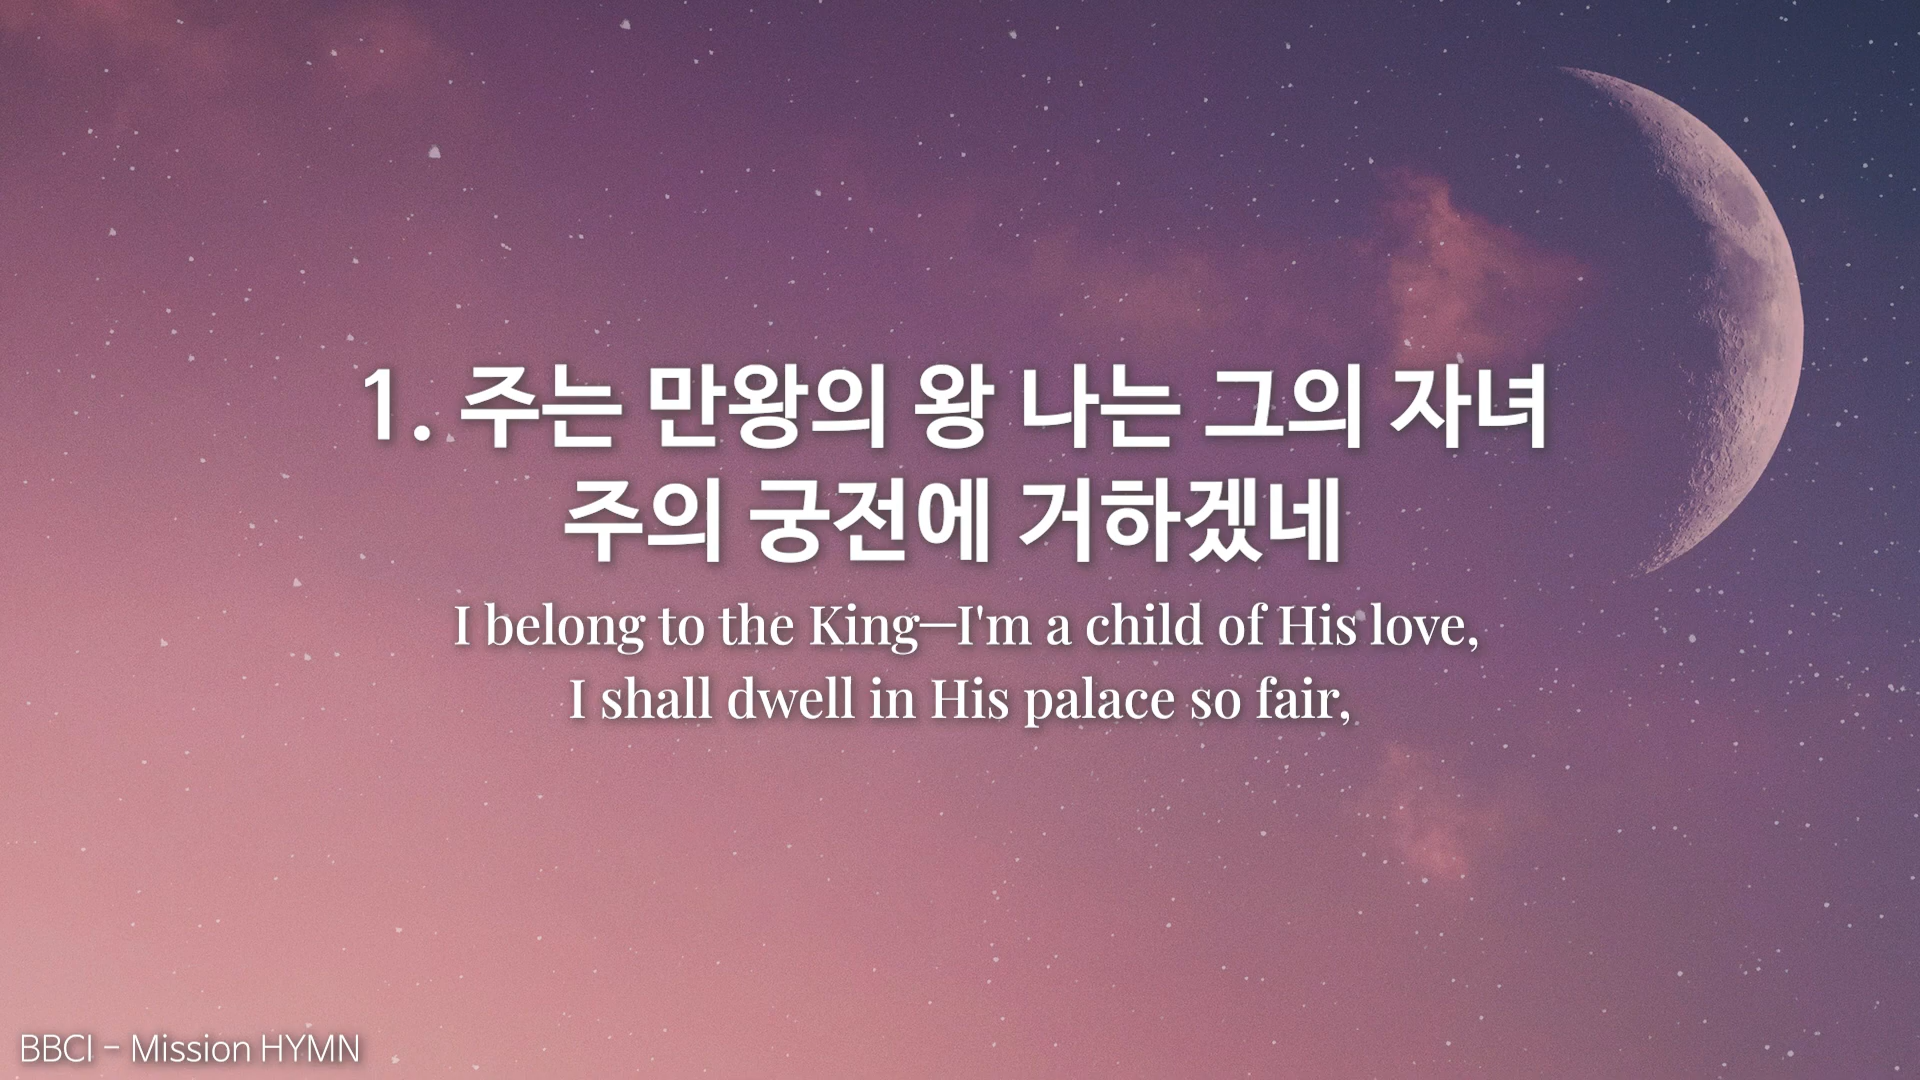 1. 주는 만왕의 왕 나는 그의 자녀
주의 궁전에 거하겠네
I belong to the King—I'm a child of His love,
I shall dwell in His palace so fair,
BBCI - Mission HYMN